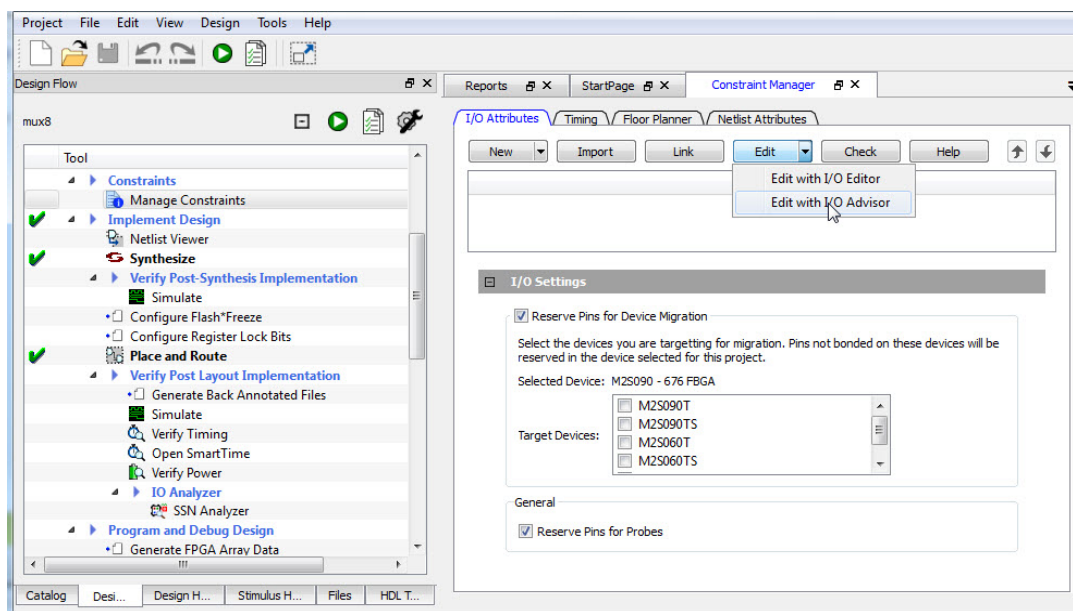 Project File Edit View Design Tools Help
Design Flow
Reports StartPage Constraint Manager
mux8
I/O Attributes Timing Floor Planner Netlist Attributes
New Import Link Edit Check Help
Edit with I/O Editor
Edit with I/O Advisor
Tool
Constraints
Manage Constraints
Implement Design
Netlist Viewer
Synthesize
Verify Post-Synthesis Implementation
Simulate
Configure Flash*Freeze
Configure Register Lock Bits
Place and Route
Verify Post Layout Implementation
Generate Back Annotated Files
Simulate
Verify Timing
Open SmartTime
Verify Power
IO Analyzer
SSN Analyzer
Program and Debug Design
Generate FPGA Array Data
I/O Settings
Reserve Pins for Device Migration
Select the devices you are targetting for migration. Pins not bonded on these devices will be
reserved in the device selected for this project.
Selected Device: M2S090 - 676 FBGA
Target Devices:
M2S090T
M2S090TS
M2S060T
M2S060TS
General
Reserve Pins for Probes
Catalog Desi... Design H... Stimulus H... Files HDL T...